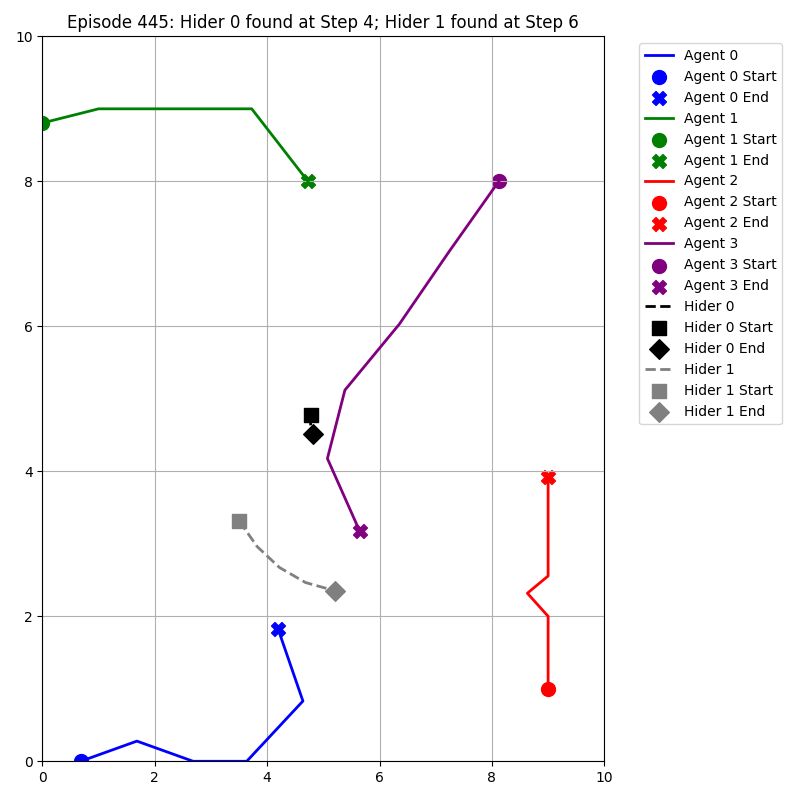 Episode 445: Hider 0 found at Step 4; Hider 1 found at Step 6
10
8
6
4
2
0
0 2 4 6 8 10
Agent 0
Agent 0 Start
Agent 0 End
Agent 1
Agent 1 Start
Agent 1 End
Agent 2
Agent 2 Start
Agent 2 End
Agent 3
Agent 3 Start
Agent 3 End
Hider 0
Hider 0 Start
Hider 0 End
Hider 1
Hider 1 Start
Hider 1 End